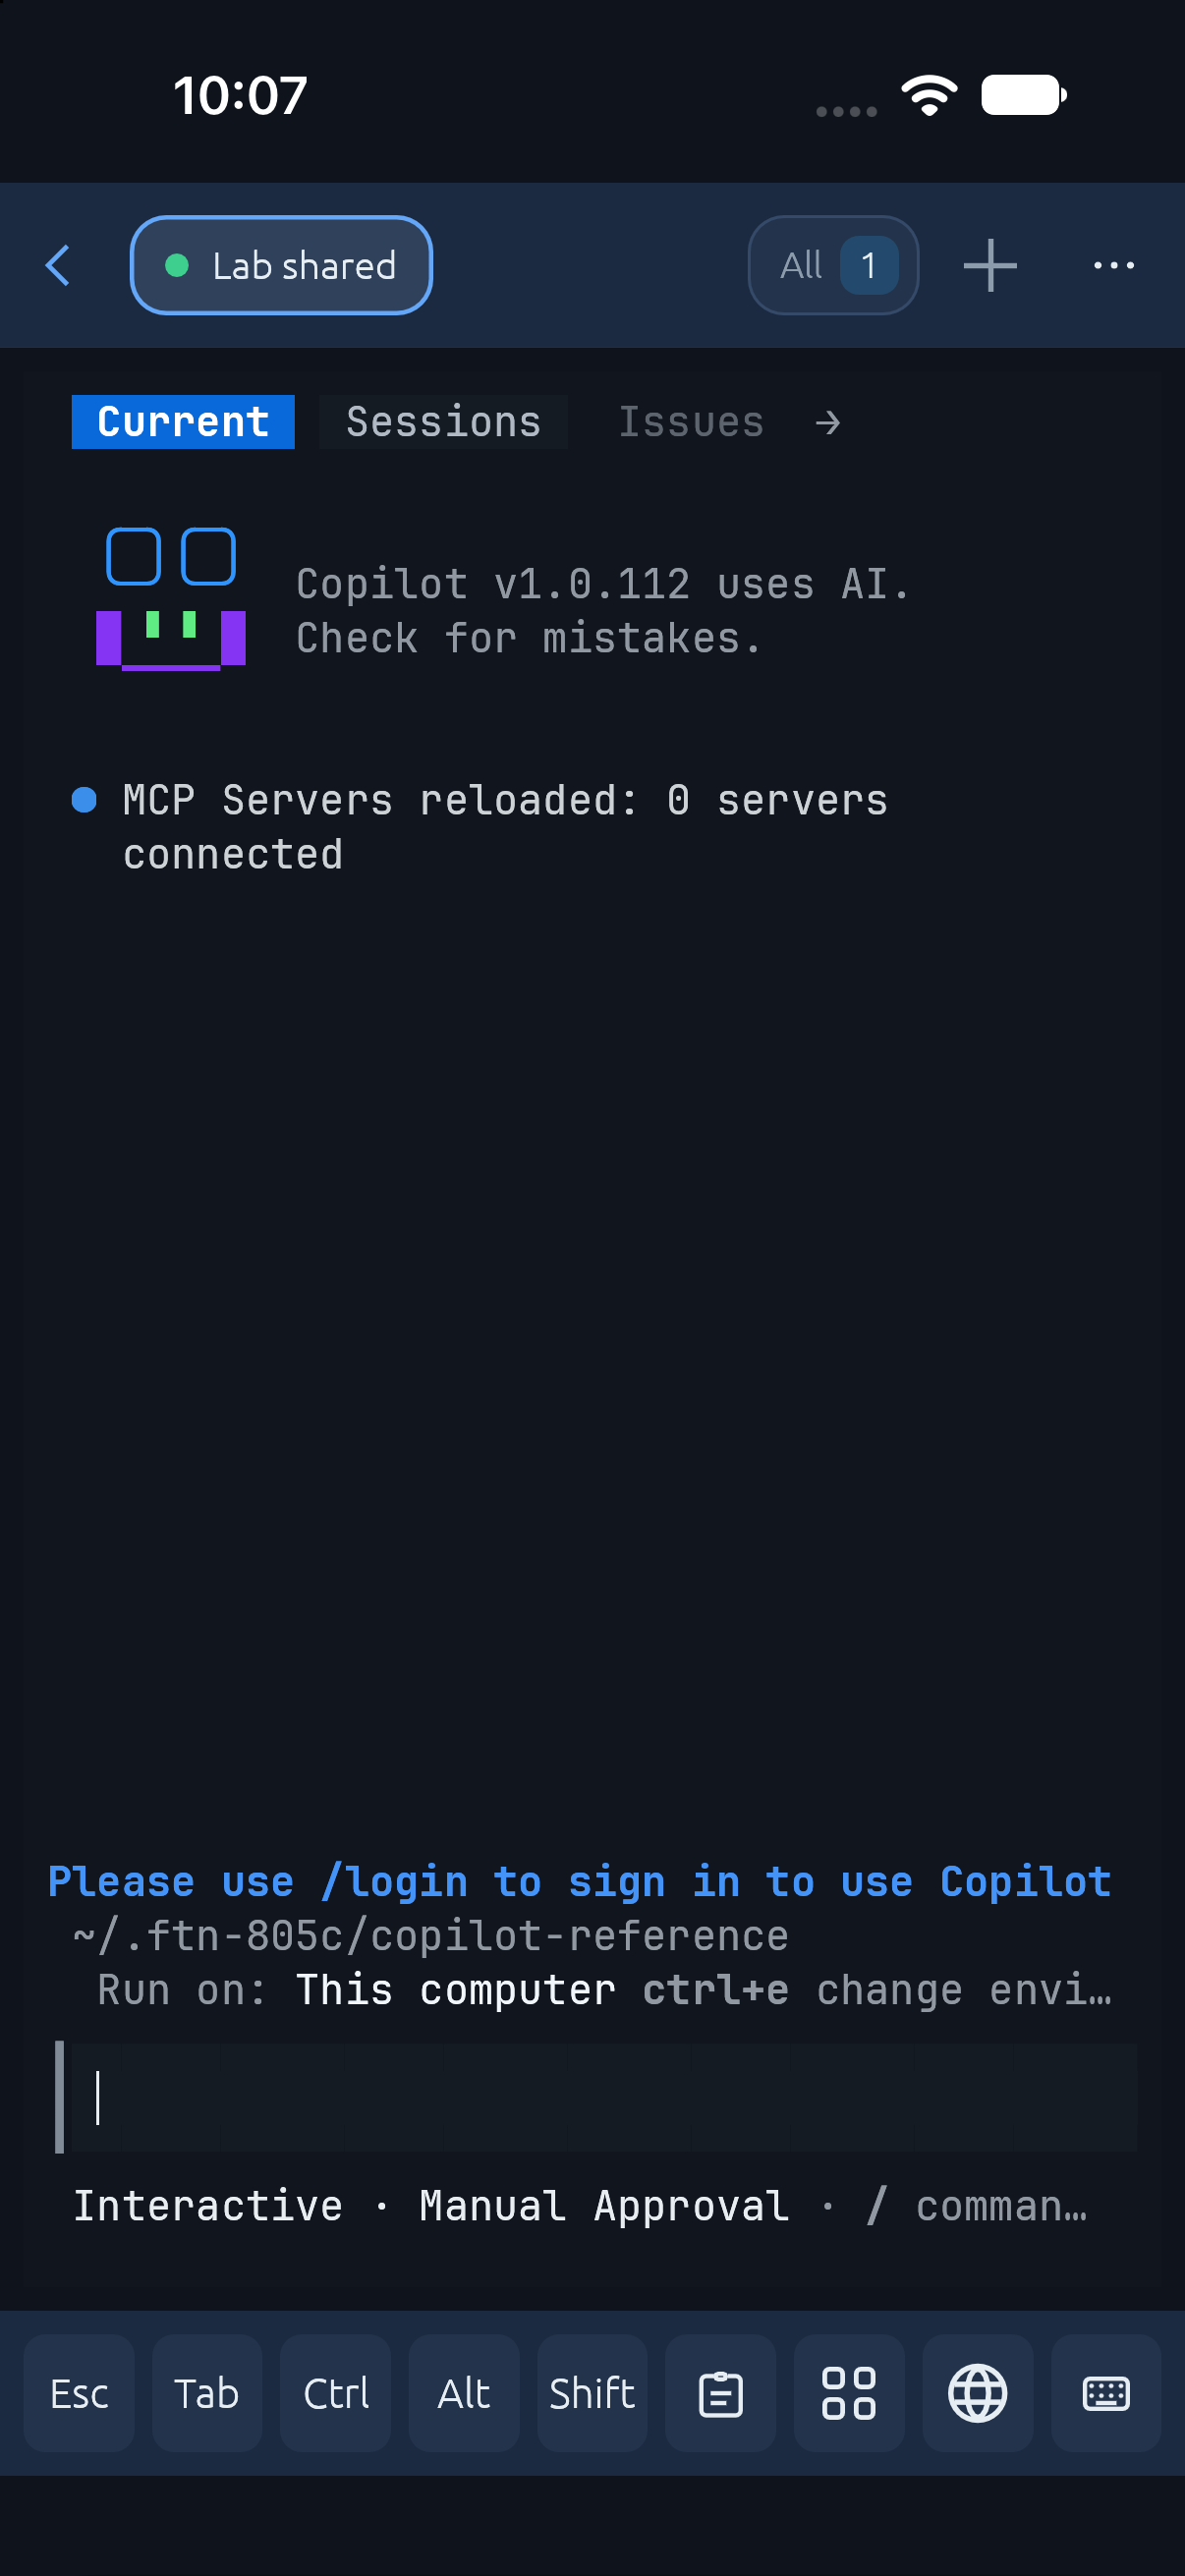 10:07
Lab shared
All 1
Current Sessions Issues →
Copilot v1.0.112 uses AI.
Check for mistakes.
MCP Servers reloaded: 0 servers
connected
Please use /login to sign in to use Copilot
~/.ftn-805c/copilot-reference
Run on: This computer ctrl+e change envi…
Interactive · Manual Approval · / comman…
Esc Tab Ctrl Alt Shift